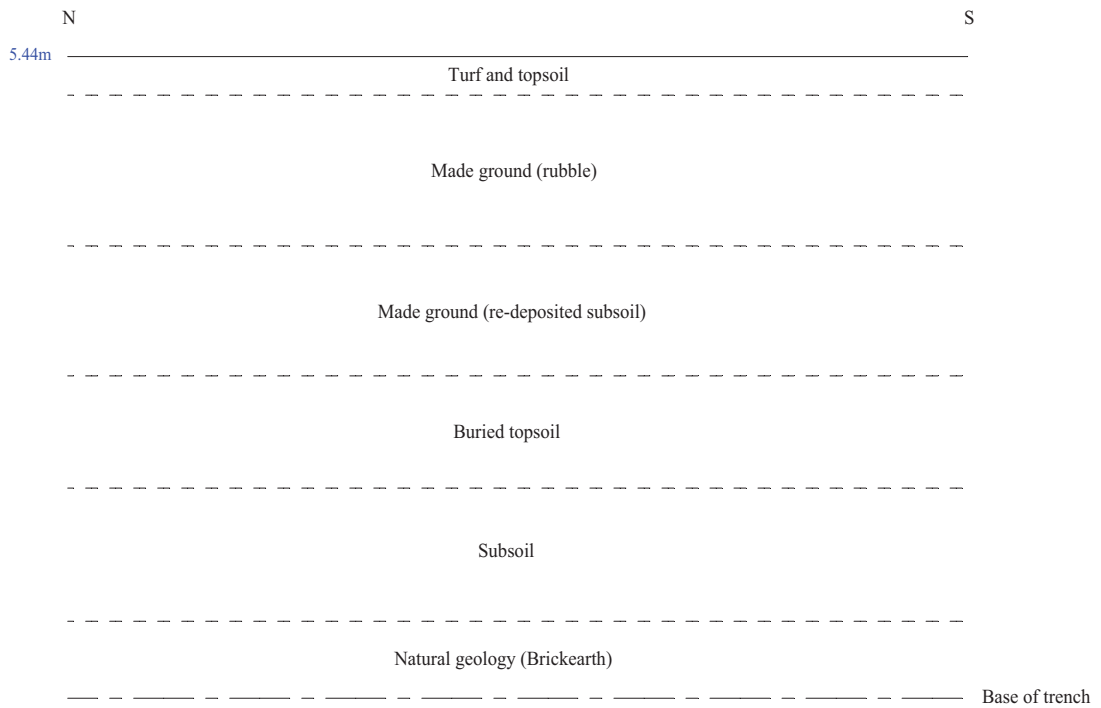 N S
5.44m
Turf and topsoil
Made ground (rubble)
Made ground (re-deposited subsoil)
Buried topsoil
Subsoil
Natural geology (Brickearth)
Base of trench